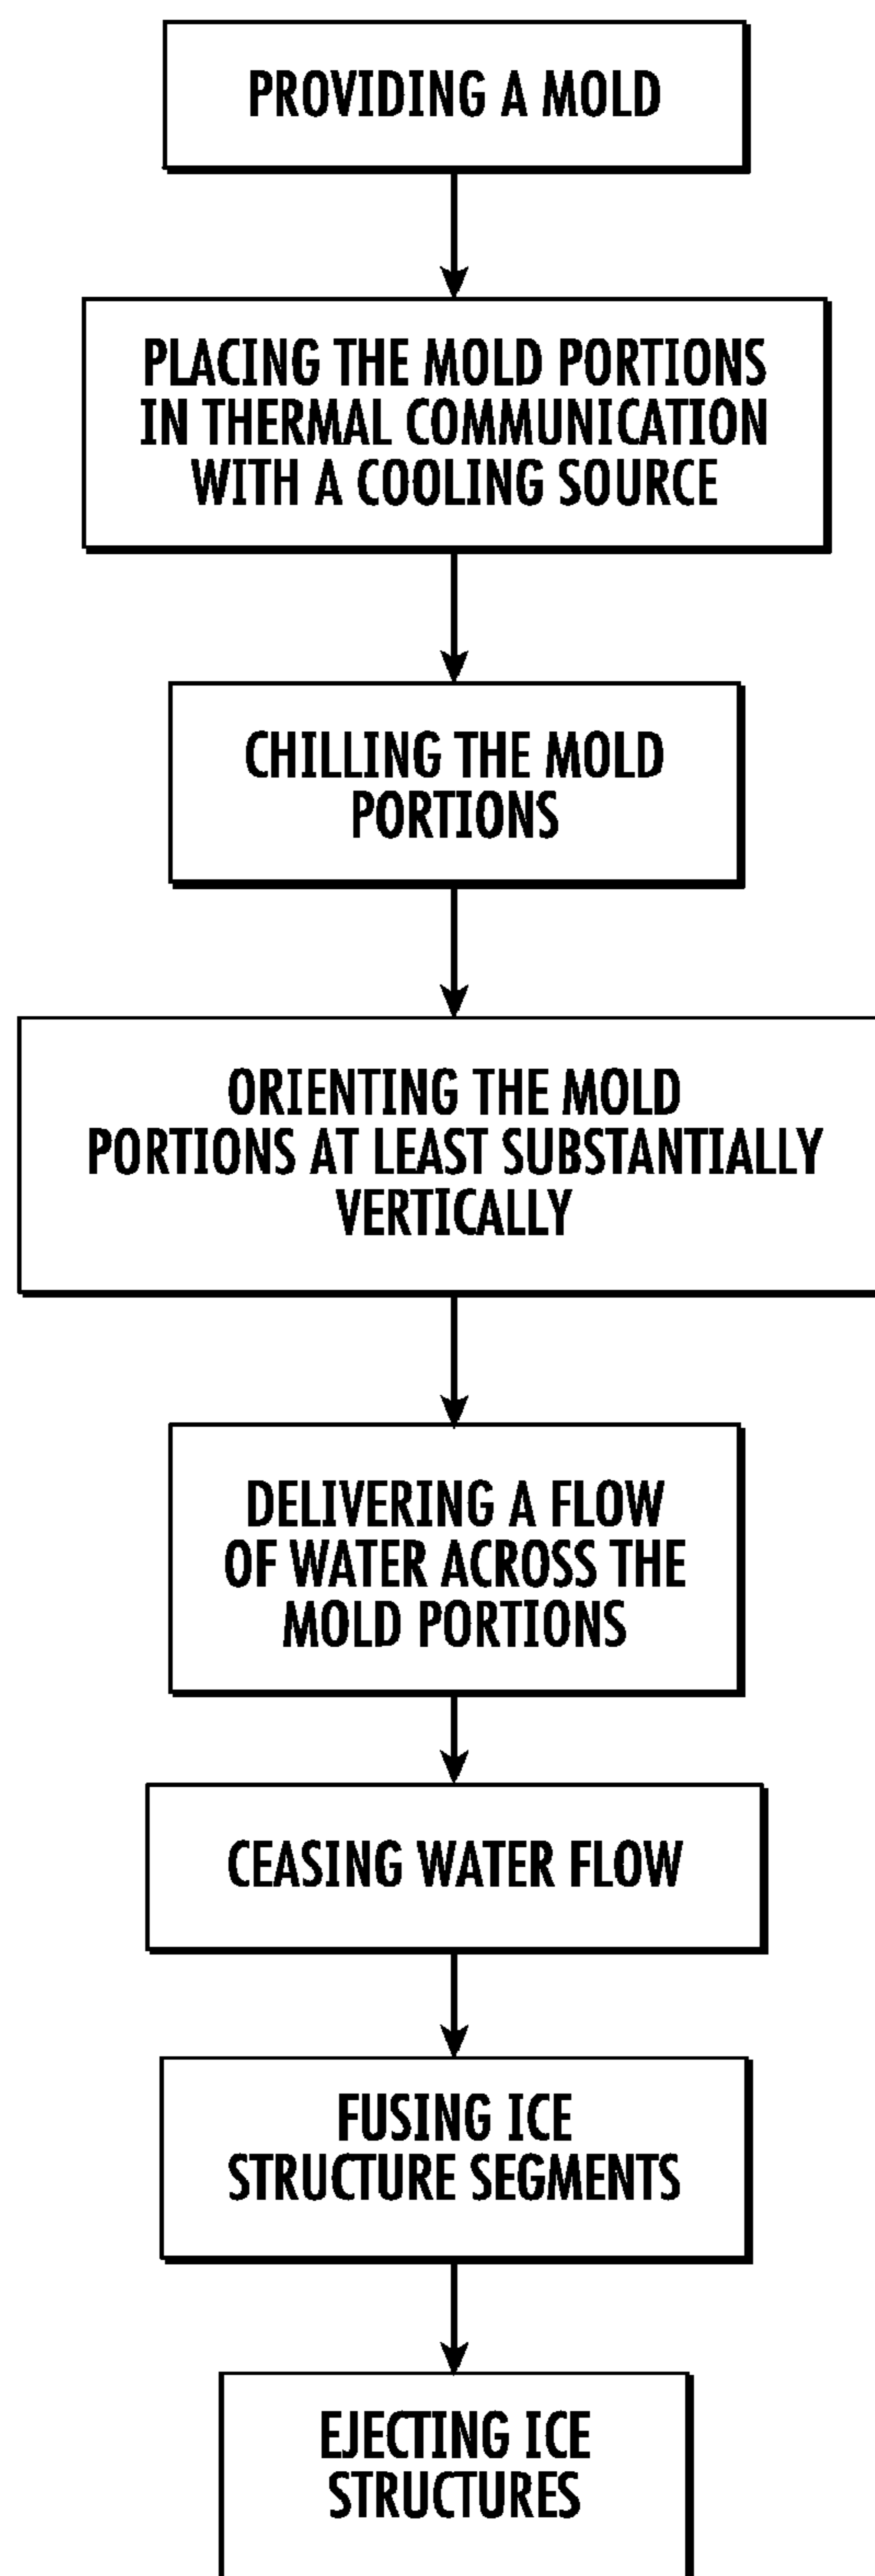 PROVIDING A MOLD
PLACING THE MOLD PORTIONS
IN THERMAL COMMUNICATION
WITH A COOLING SOURCE
CHILLING THE MOLD
PORTIONS
ORIENTING THE MOLD
PORTIONS AT LEAST SUBSTANTIALLY
VERTICALLY
DELIVERING A FLOW
OF WATER ACROSS THE
MOLD PORTIONS
CEASING WATER FLOW
FUSING ICE
STRUCTURE SEGMENTS
EJECTING ICE
STRUCTURES